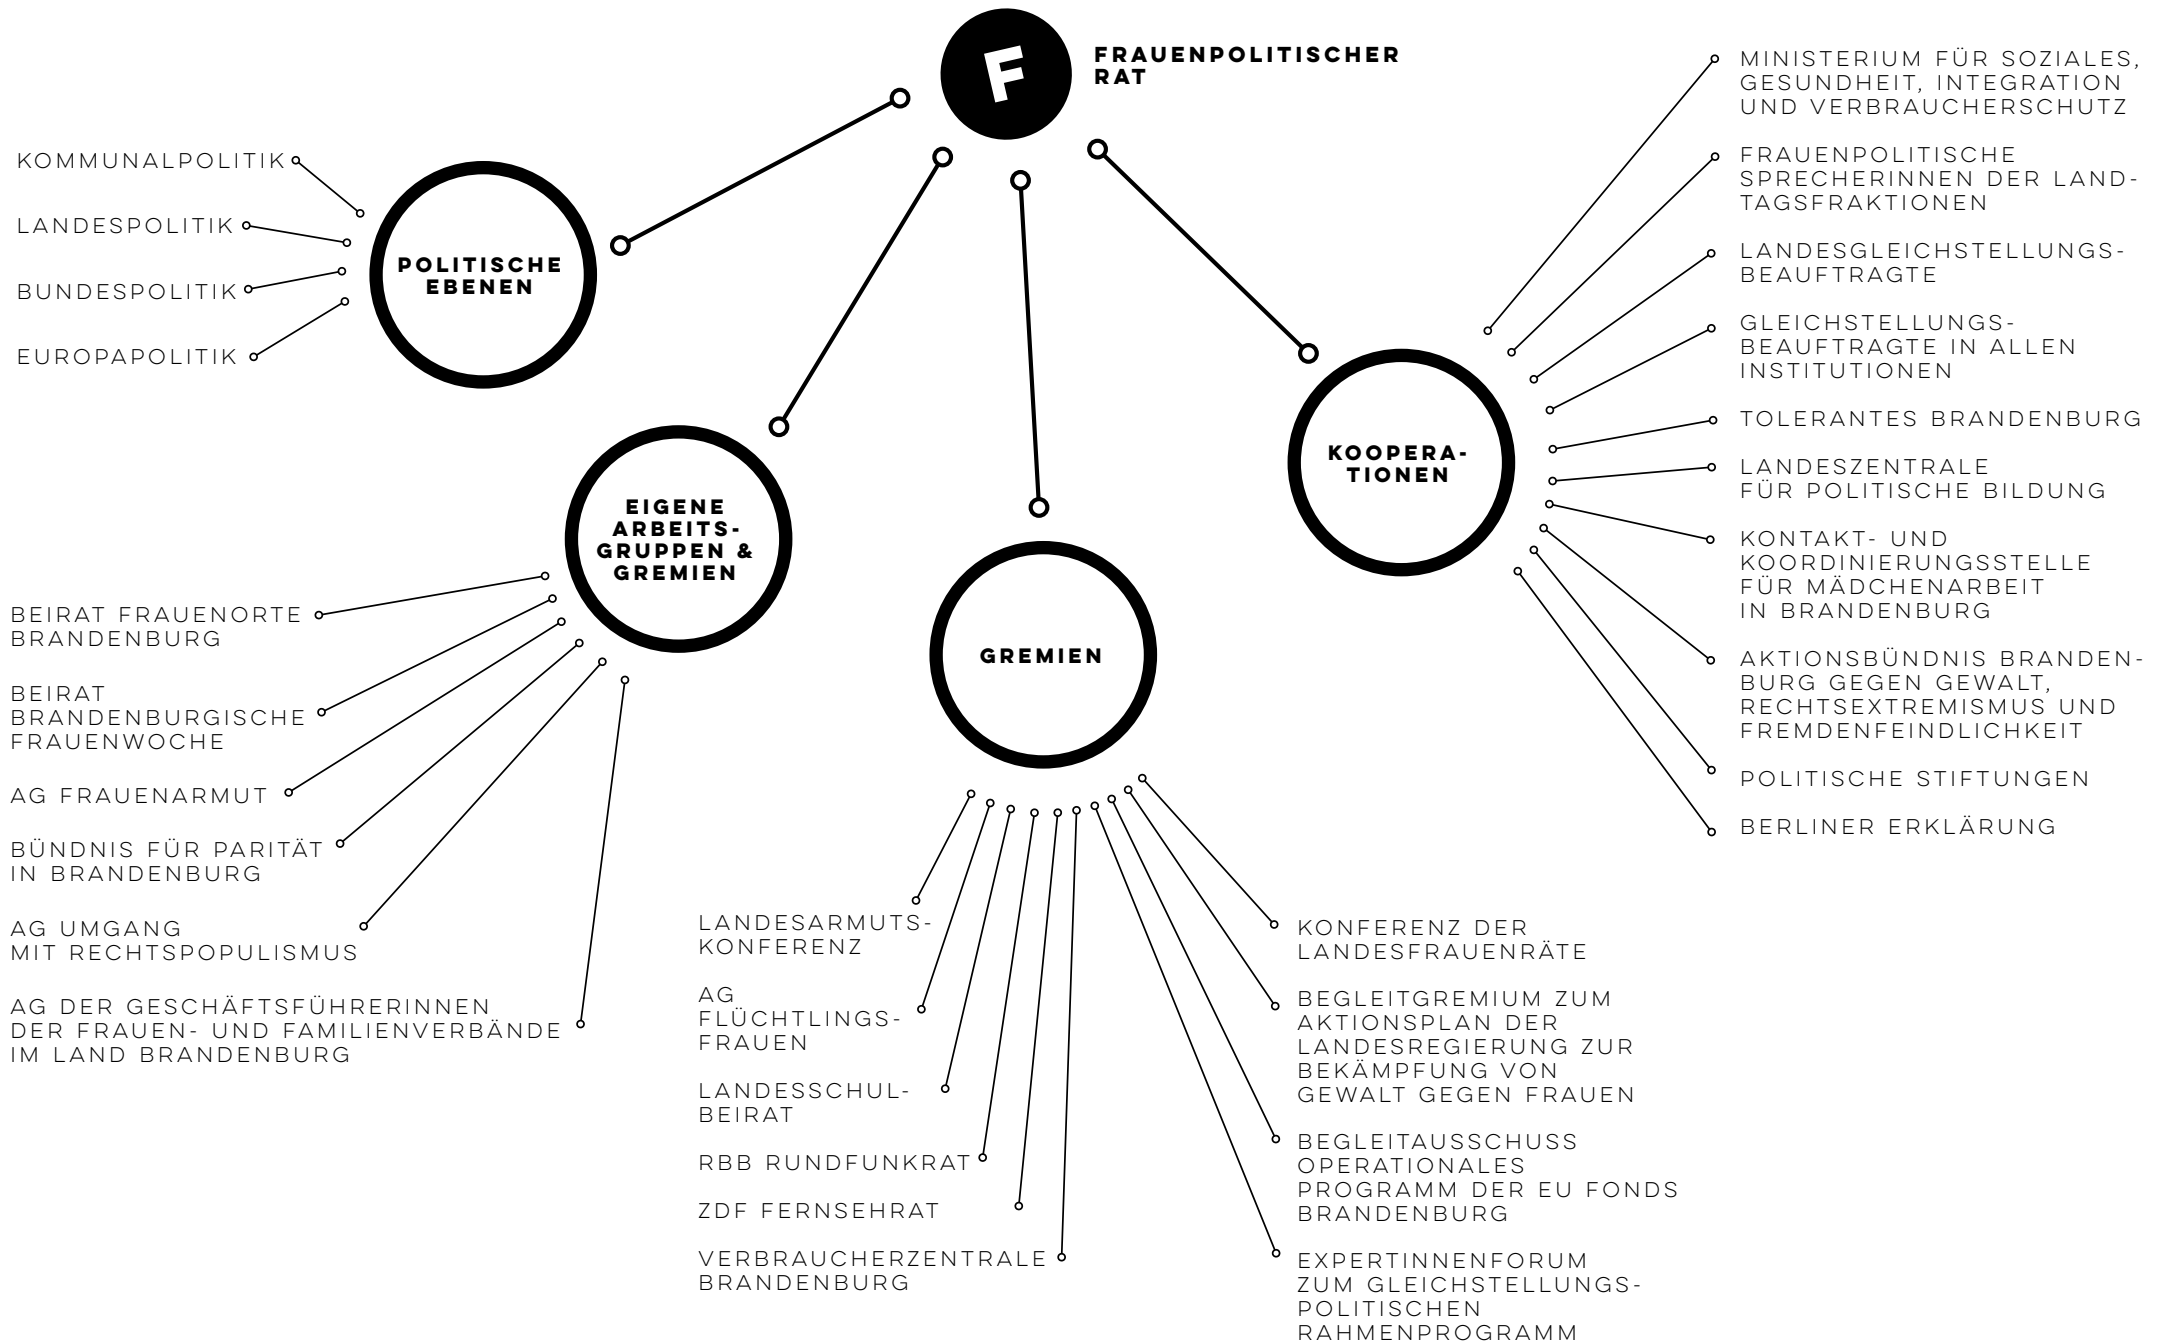 F
FRAUENPOLITISCHER
RAT
KOMMUNALPOLITIK
LANDESPOLITIK
BUNDESPOLITIK
EUROPAPOLITIK
POLITISCHE
EBENEN
EIGENE
ARBEITS-
GRUPPEN &
GREMIEN
BEIRAT FRAUENORTE
BRANDENBURG
BEIRAT
BRANDENBURGISCHE
FRAUENWOCHE
AG FRAUENARMUT
BÜNDNIS FÜR PARITÄT
IN BRANDENBURG
AG UMGANG
MIT RECHTSPOPULISMUS
AG DER GESCHÄFTSFÜHRERINNEN
DER FRAUEN- UND FAMILIENVERBÄNDE
IM LAND BRANDENBURG
GREMIEN
LANDESARMUTS-
KONFERENZ
AG
FLÜCHTLINGS-
FRAUEN
LANDESSCHUL-
BEIRAT
RBB RUNDFUNKRAT
ZDF FERNSEHRAT
VERBRAUCHERZENTRALE
BRANDENBURG
KONFERENZ DER
LANDESFRAUENRÄTE
BEGLEITGREMIUM ZUM
AKTIONSPLAN DER
LANDESREGIERUNG ZUR
BEKÄMPFUNG VON
GEWALT GEGEN FRAUEN
BEGLEITAUSSCHUSS
OPERATIONALES
PROGRAMM DER EU FONDS
BRANDENBURG
EXPERTINNENFORUM
ZUM GLEICHSTELLUNGS-
POLITISCHEN
RAHMENPROGRAMM
KOOPERA-
TIONEN
MINISTERIUM FÜR SOZIALES,
GESUNDHEIT, INTEGRATION
UND VERBRAUCHERSCHUTZ
FRAUENPOLITISCHE
SPRECHERINNEN DER LAND-
TAGSFRAKTIONEN
LANDESGLEICHSTELLUNGS-
BEAUFTRAGTE
GLEICHSTELLUNGS-
BEAUFTRAGTE IN ALLEN
INSTITUTIONEN
TOLERANTES BRANDENBURG
LANDESZENTRALE
FÜR POLITISCHE BILDUNG
KONTAKT- UND
KOORDINIERUNGSSTELLE
FÜR MÄDCHENARBEIT
IN BRANDENBURG
AKTIONSBÜNDNIS BRANDEN-
BURG GEGEN GEWALT,
RECHTSEXTREMISMUS UND
FREMDENFEINDLICHKEIT
POLITISCHE STIFTUNGEN
BERLINER ERKLÄRUNG